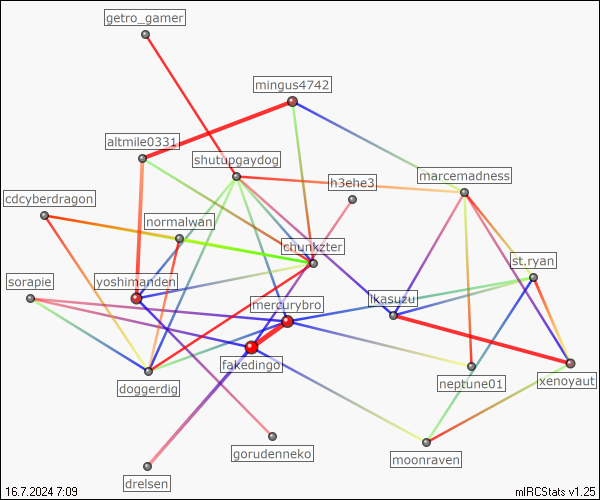 getro_gamer
mingus4742
altmile0331
shutupgaydog
h3ehe3
marcemadness
cdcyberdragon
normalwan
chunkzter
st.ryan
sorapie
yoshimanden
mercurybro
ikasuzu
fakedingo
doggerdig
neptune01
xenoyaut
gorudenneko
moonraven
drelsen
16.7.2024 7:09
mIRCStats v1.25